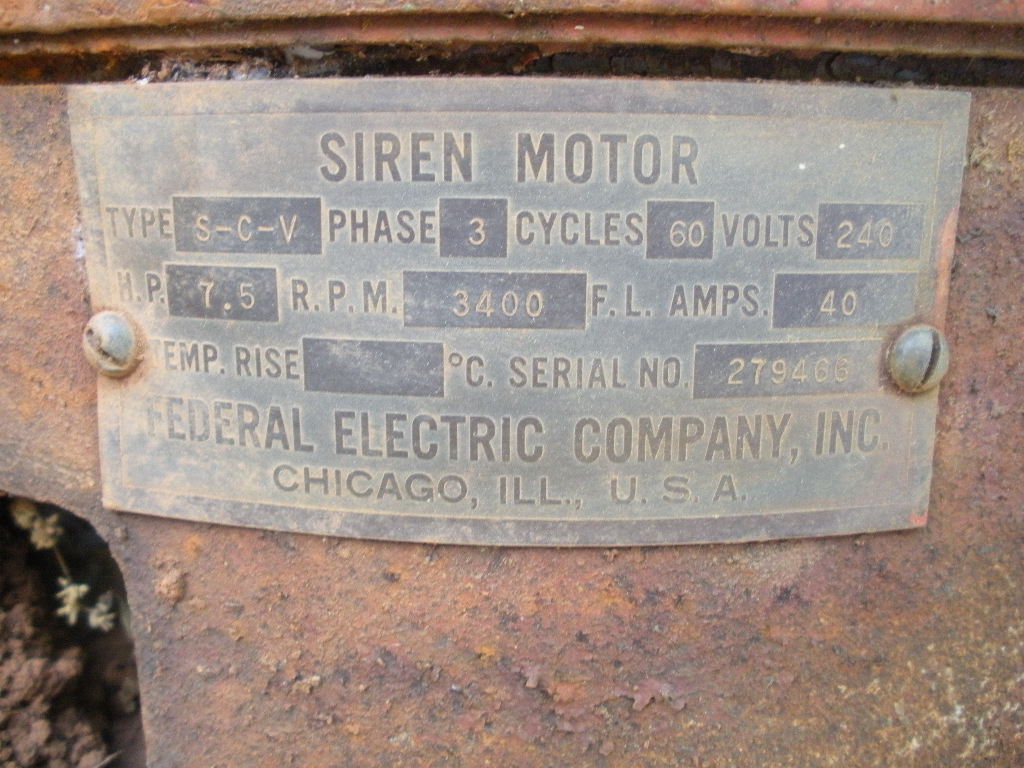 SIREN MOTOR
TYPE S-C-V PHASE 3 CYCLES 60 VOLTS 240
H.P. 7.5 R.P.M. 3400 F.L. AMPS. 40
TEMP. RISE °C. SERIAL NO. 279466
FEDERAL ELECTRIC COMPANY, INC.
CHICAGO, ILL., U.S.A.